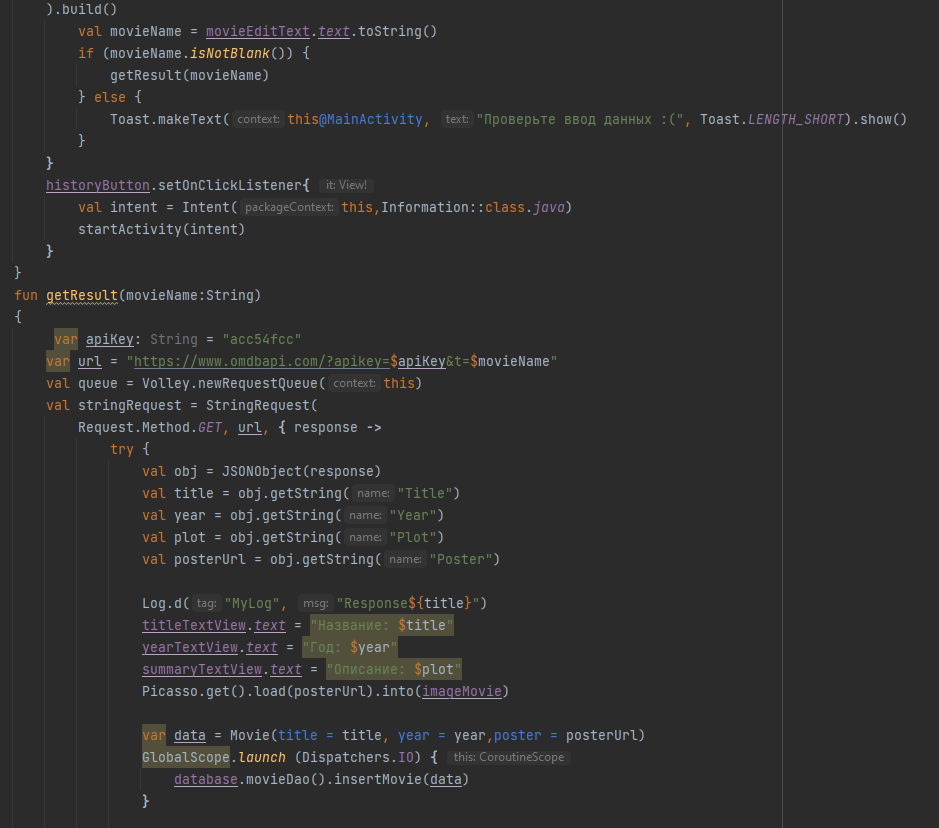 ).build()
val movieName = movieEditText.text.toString()
if (movieName.isNotBlank()) {
getResult(movieName)
} else {
Toast.makeText( context: this@MainActivity, text: "Проверьте ввод данных :(", Toast.LENGTH_SHORT).show()
}
}
historyButton.setOnClickListener{ it: View!
val intent = Intent( packageContext: this,Information::class.java)
startActivity(intent)
}
}
fun getResult(movieName:String)
{
var apiKey: String = "acc54fcc"
var url = "https://www.omdbapi.com/?apikey=$apiKey&t=$movieName"
val queue = Volley.newRequestQueue( context: this)
val stringRequest = StringRequest(
Request.Method.GET, url, { response ->
try {
val obj = JSONObject(response)
val title = obj.getString( name: "Title")
val year = obj.getString( name: "Year")
val plot = obj.getString( name: "Plot")
val posterUrl = obj.getString( name: "Poster")
Log.d( tag: "MyLog", msg: "Response${title}")
titleTextView.text = "Название: $title"
yearTextView.text = "Год: $year"
summaryTextView.text = "Описание: $plot"
Picasso.get().load(posterUrl).into(imageMovie)
var data = Movie(title = title, year = year,poster = posterUrl)
GlobalScope.launch (Dispatchers.IO) { this: CoroutineScope
database.movieDao().insertMovie(data)
}